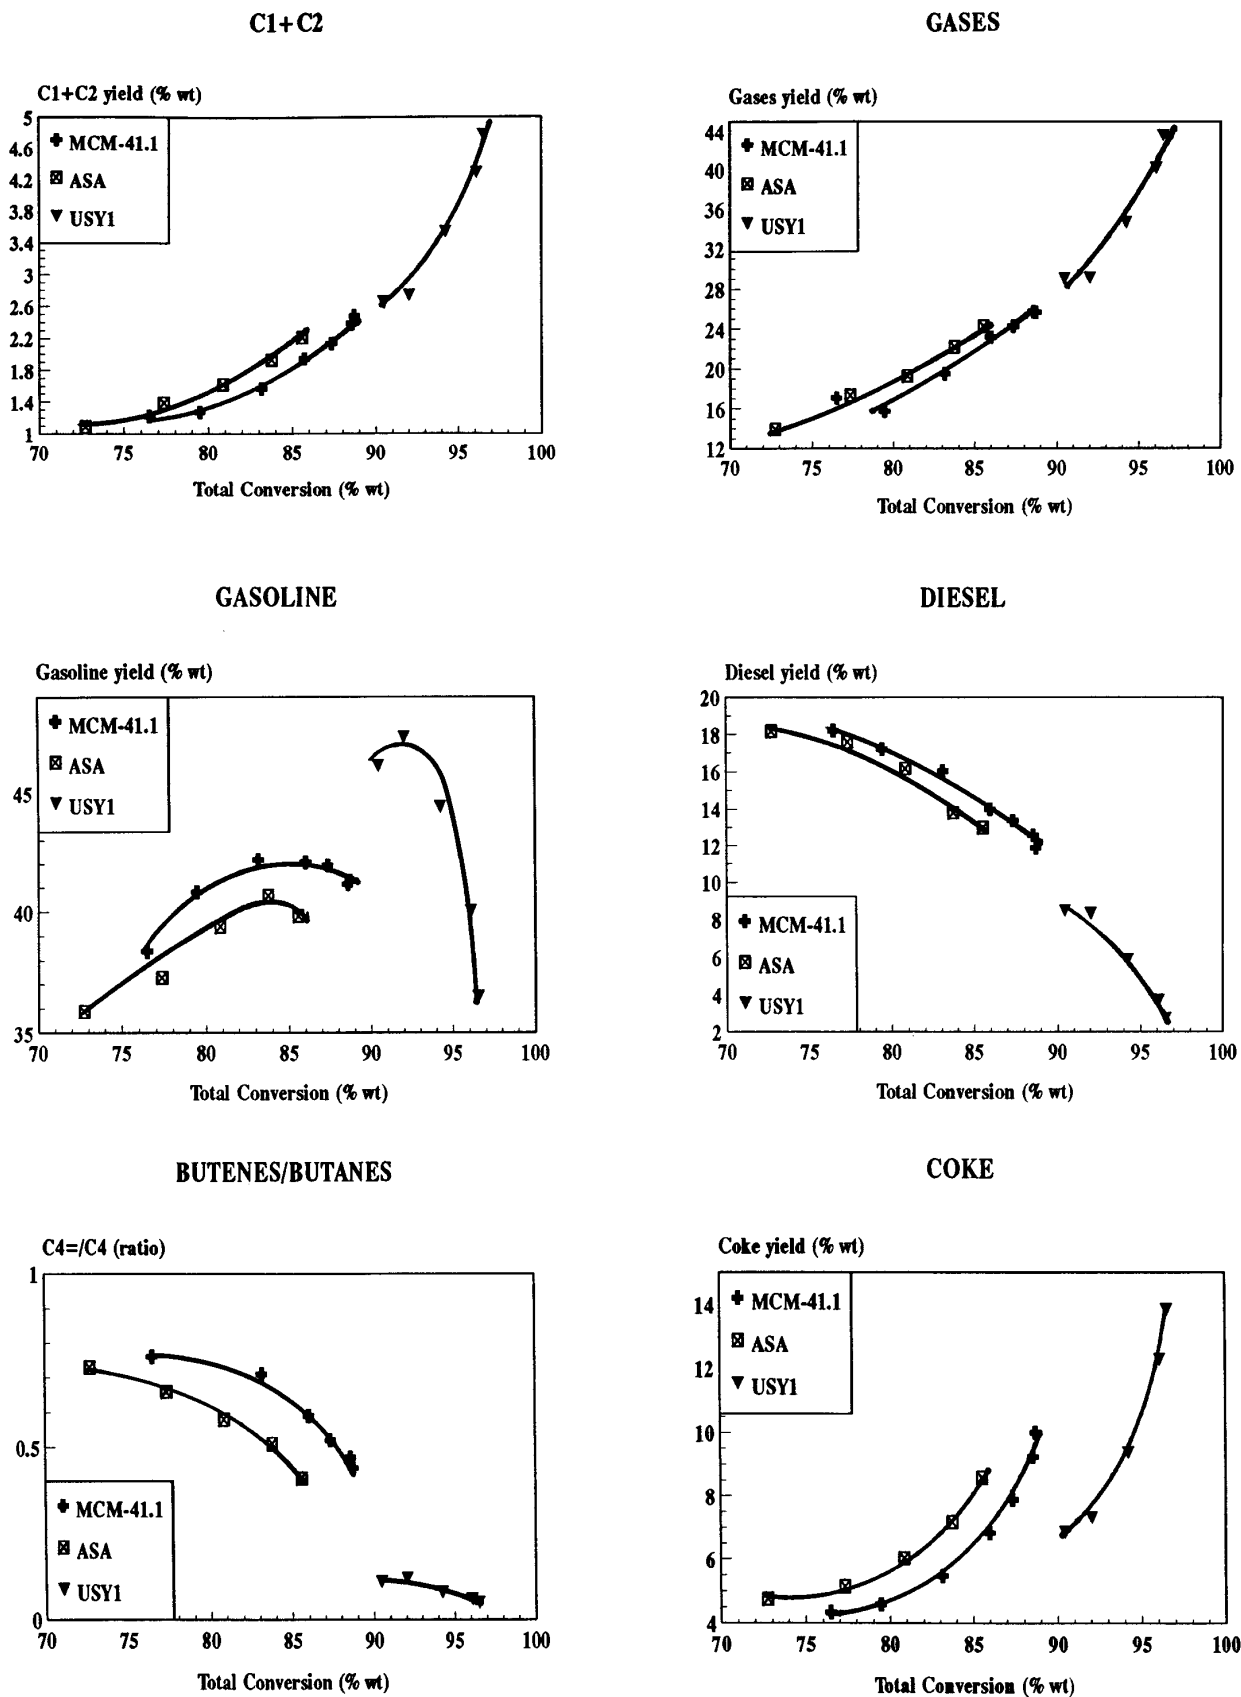 C1+C2
C1+C2 yield (% wt)
5
4.6
4.2
3.8
3.4
3
2.6
2.2
1.8
1.4
1
MCM-41.1
ASA
USY1
70 75 80 85 90 95 100
Total Conversion (% wt)
GASES
Gases yield (% wt)
44
40
36
32
28
24
20
16
12
MCM-41.1
ASA
USY1
70 75 80 85 90 95 100
Total Conversion (% wt)
GASOLINE
Gasoline yield (% wt)
45
40
35
MCM-41.1
ASA
USY1
70 75 80 85 90 95 100
Total Conversion (% wt)
DIESEL
Diesel yield (% wt)
20
18
16
14
12
10
8
6
4
2
MCM-41.1
ASA
USY1
70 75 80 85 90 95 100
Total Conversion (% wt)
BUTENES/BUTANES
C4=/C4 (ratio)
1
0.5
0
MCM-41.1
ASA
USY1
70 75 80 85 90 95 100
Total Conversion (% wt)
COKE
Coke yield (% wt)
14
12
10
8
6
4
MCM-41.1
ASA
USY1
70 75 80 85 90 95 100
Total Conversion (% wt)